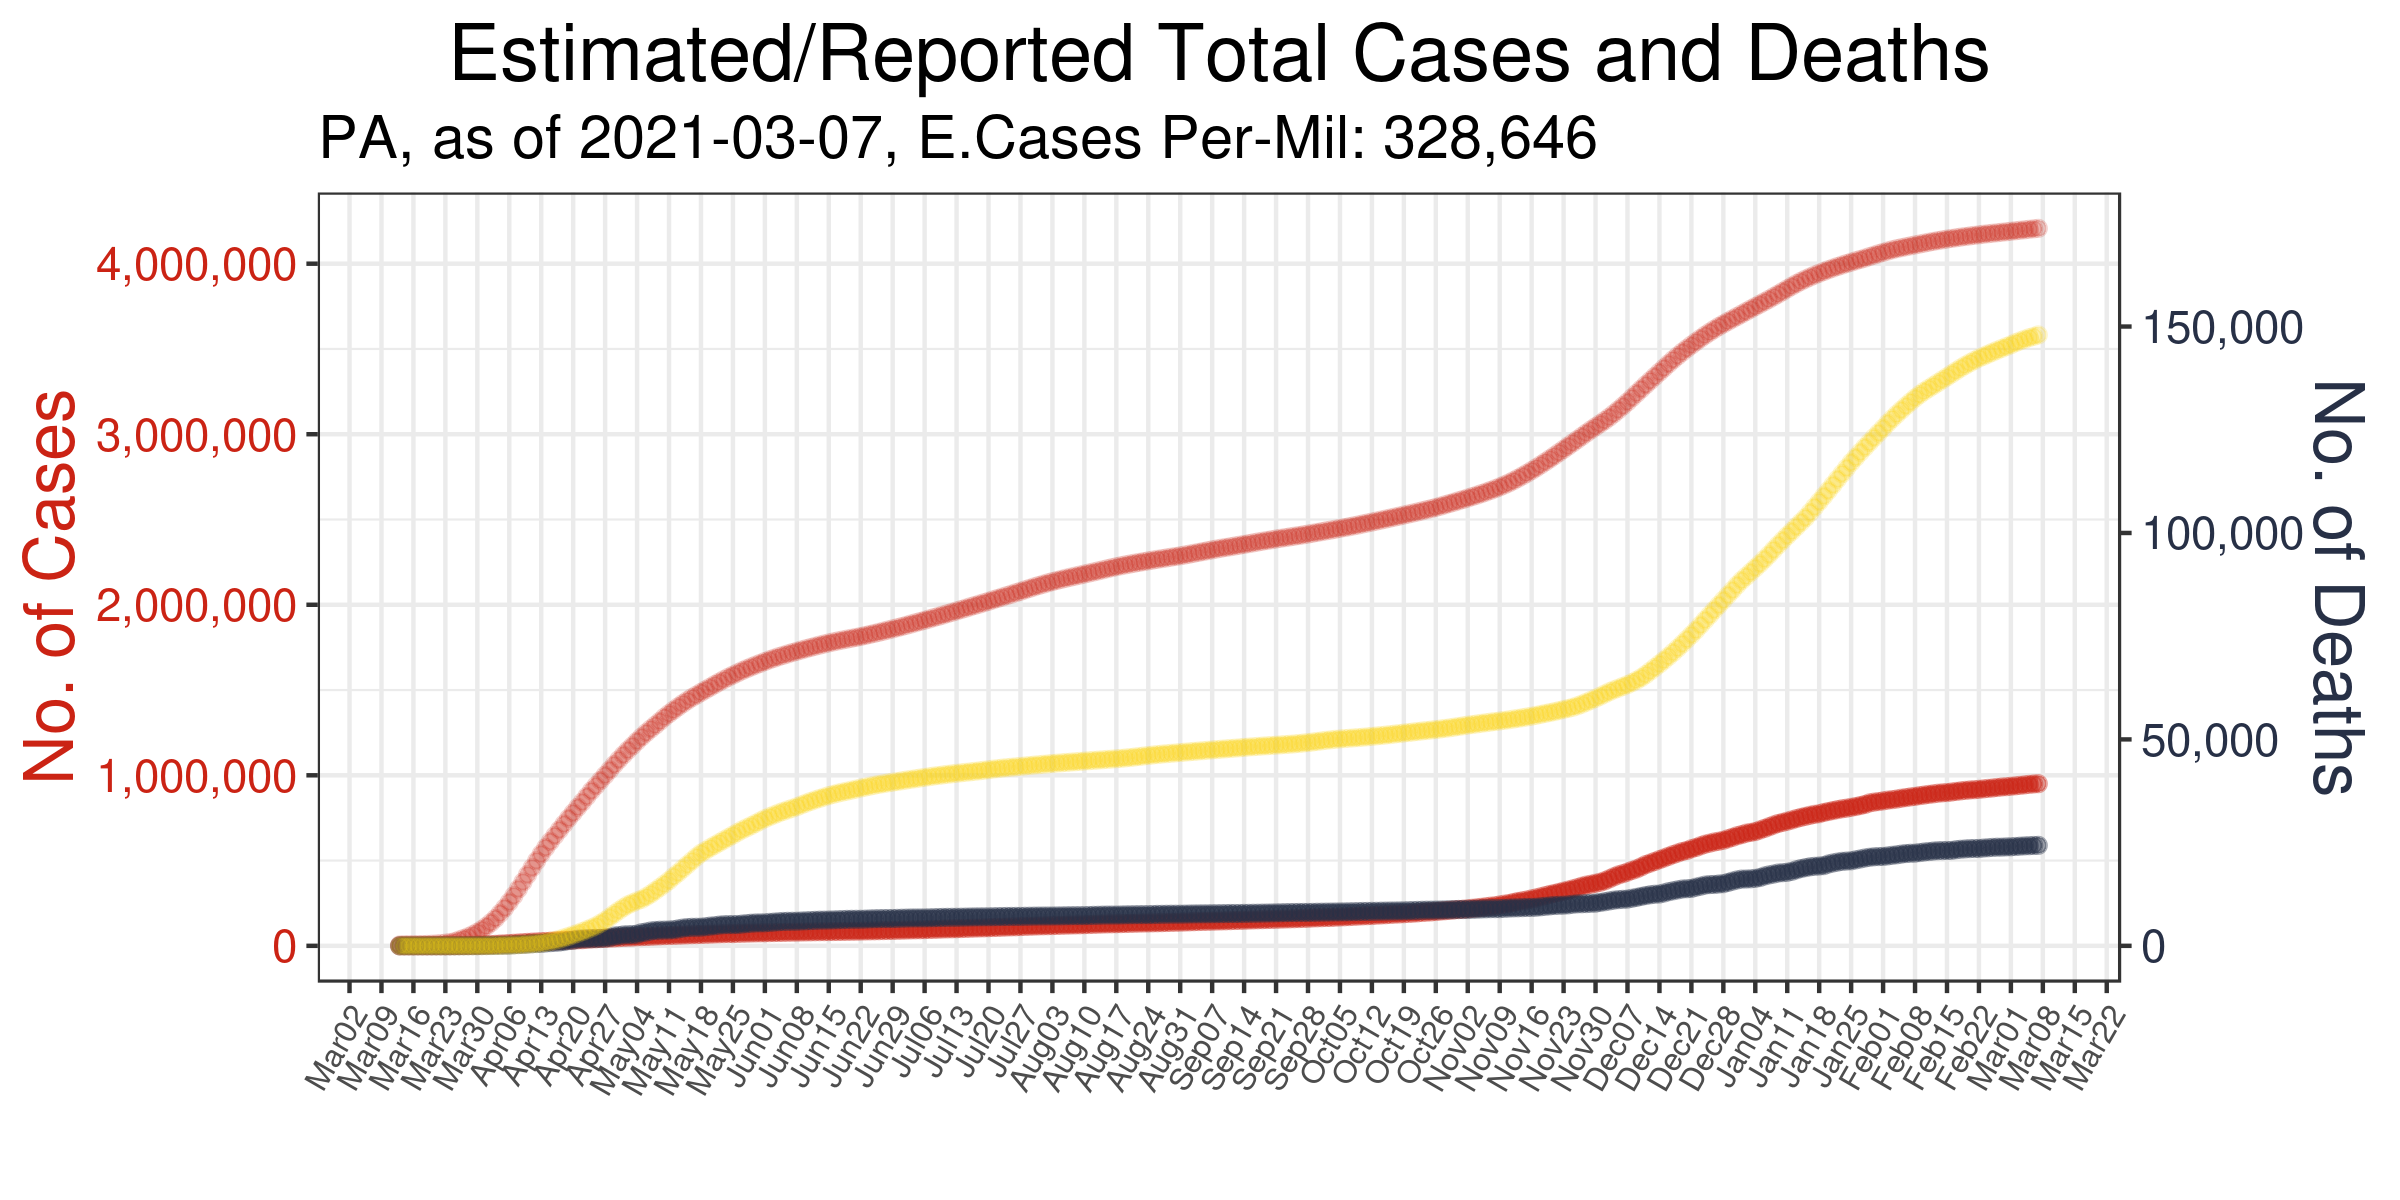 Estimated/Reported Total Cases and Deaths
PA, as of 2021-03-07, E.Cases Per-Mil: 328,646
No. of Cases
4,000,000
3,000,000
2,000,000
1,000,000
0
150,000
100,000
50,000
0
No. of Deaths
Mar02 Mar09 Mar16 Mar23 Mar30 Apr06 Apr13 Apr20 Apr27 May04 May11 May18 May25 Jun01 Jun08 Jun15 Jun22 Jun29 Jul06 Jul13 Jul20 Jul27 Aug03 Aug10 Aug17 Aug24 Aug31 Sep07 Sep14 Sep21 Sep28 Oct05 Oct12 Oct19 Oct26 Nov02 Nov09 Nov16 Nov23 Nov30 Dec07 Dec14 Dec21 Dec28 Jan04 Jan11 Jan18 Jan25 Feb01 Feb08 Feb15 Feb22 Mar01 Mar08 Mar15 Mar22